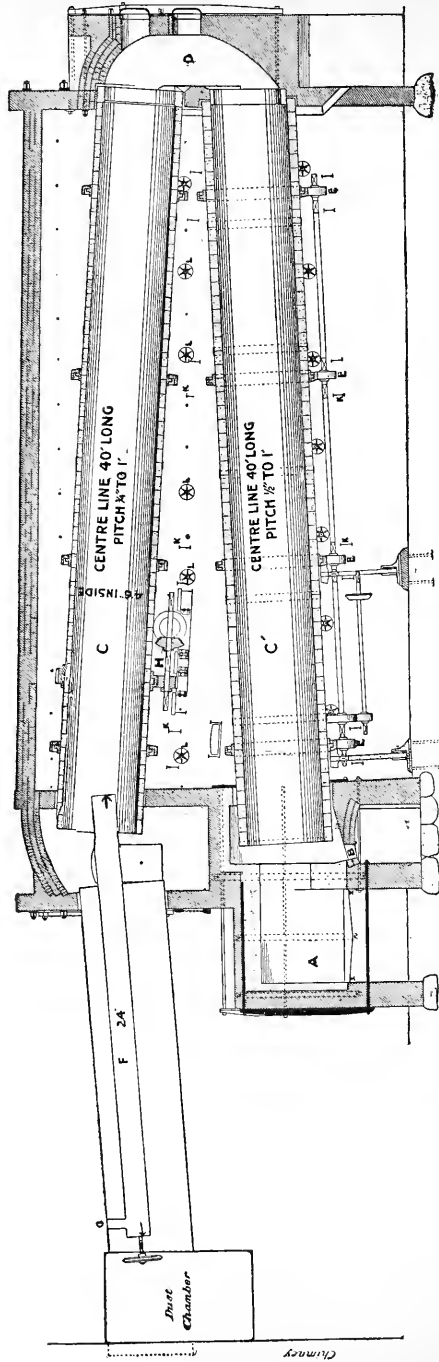 D
CENTRE LINE 40' LONG
PITCH ¾" TO 1'
4'6" INSIDE
C
CENTRE LINE 40' LONG
PITCH ½" TO 1'
C'
I
I
I
L
L
L
L
L
L
K
K
K
K
K
I
I
I
I
I
I
H
E
E
E
E
B
A
F 24'
G
Dust
Chamber
Chimney